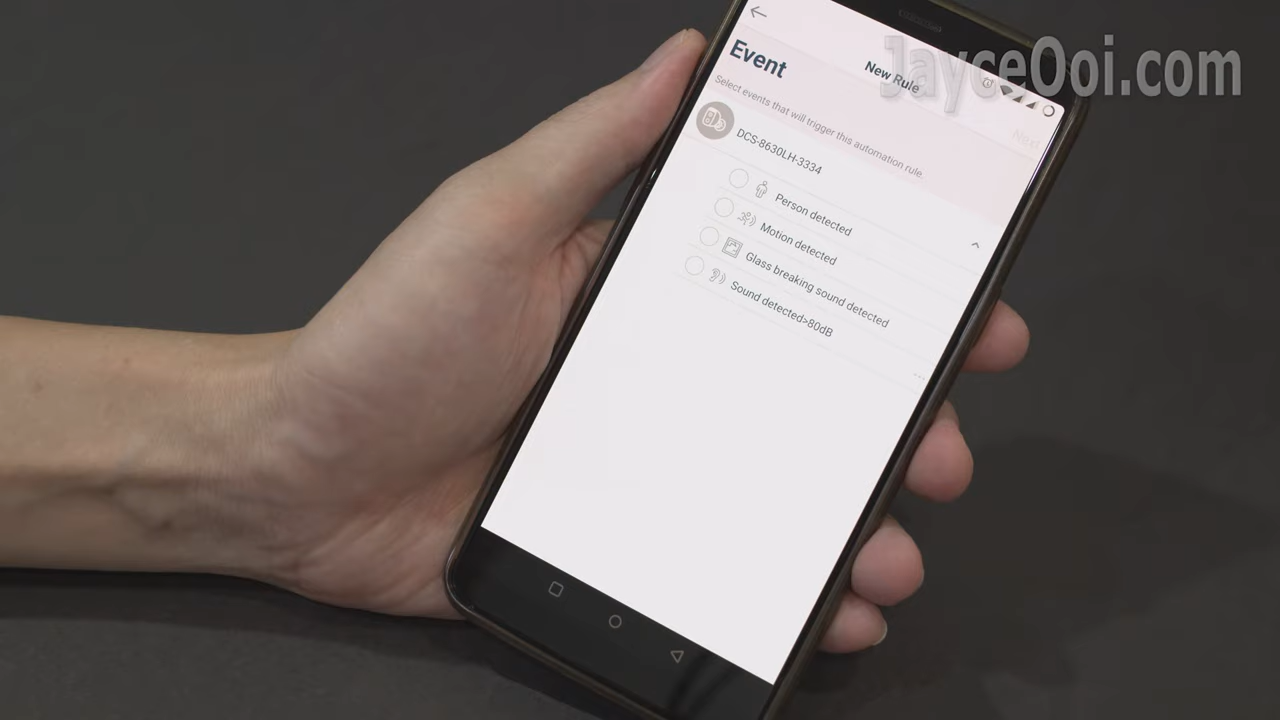 JayceOoi.com
New Rule
Next
Event
Select events that will trigger this automation rule.
DCS-8630LH-3334
Person detected
Motion detected
Glass breaking sound detected
Sound detected>80dB